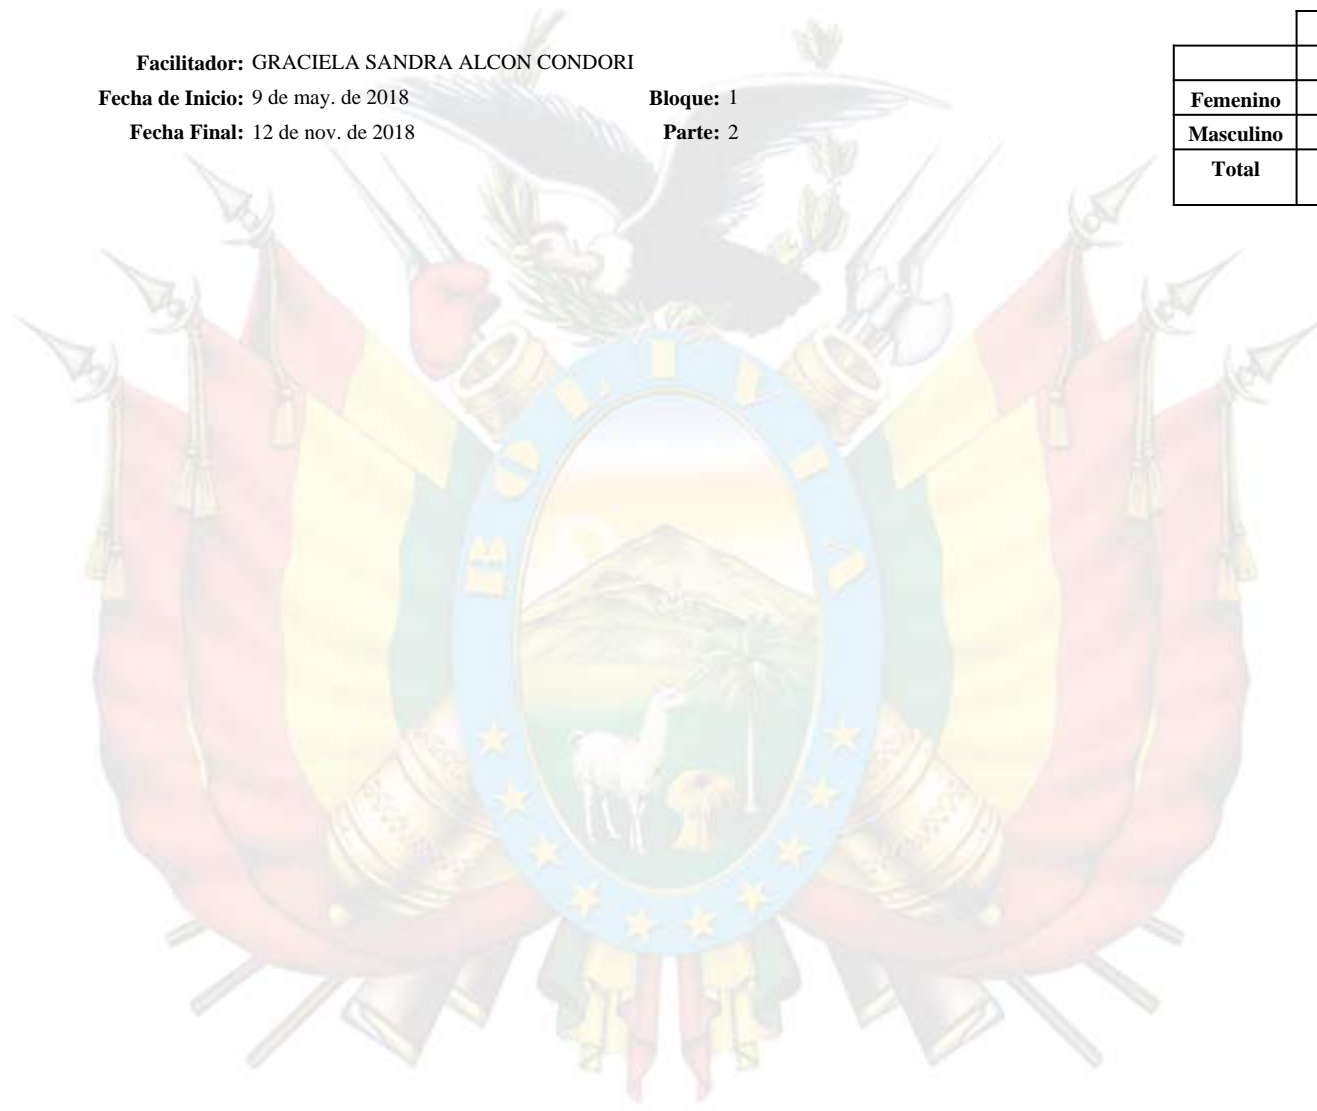 Facilitador: GRACIELA SANDRA ALCON CONDORI
Fecha de Inicio: 9 de may. de 2018 Bloque: 1
Fecha Final: 12 de nov. de 2018 Parte: 2
Femenino
Masculino
Total
BOLIVIA